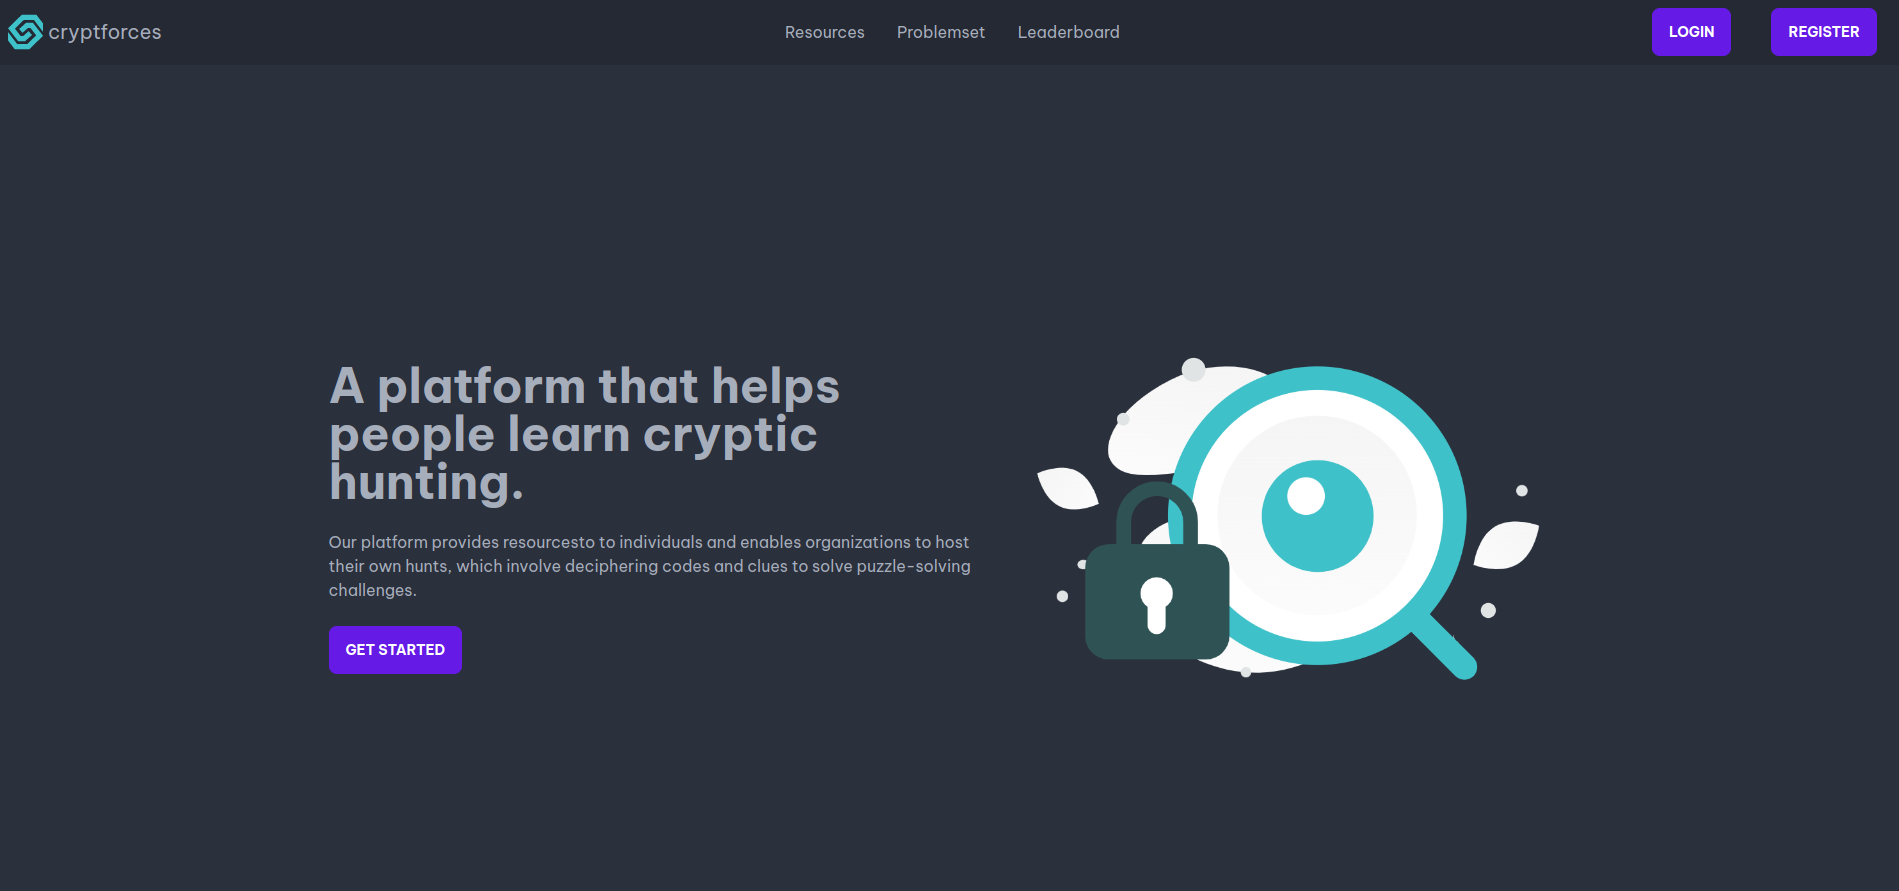 cryptforces
Resources
Problemset
Leaderboard
LOGIN
REGISTER
A platform that helps
people learn cryptic
hunting.
Our platform provides resourcesto to individuals and enables organizations to host
their own hunts, which involve deciphering codes and clues to solve puzzle-solving
challenges.
GET STARTED